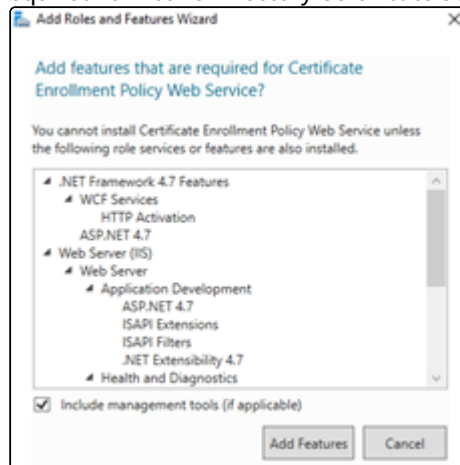 Add Roles and Features Wizard
Add features that are required for Certificate
Enrollment Policy Web Service?
You cannot install Certificate Enrollment Policy Web Service unless
the following role services or features are also installed.
.NET Framework 4.7 Features
WCF Services
HTTP Activation
ASP.NET 4.7
Web Server (IIS)
Web Server
Application Development
ASP.NET 4.7
ISAPI Extensions
ISAPI Filters
.NET Extensibility 4.7
Health and Diagnostics
Include management tools (if applicable)
Add Features Cancel